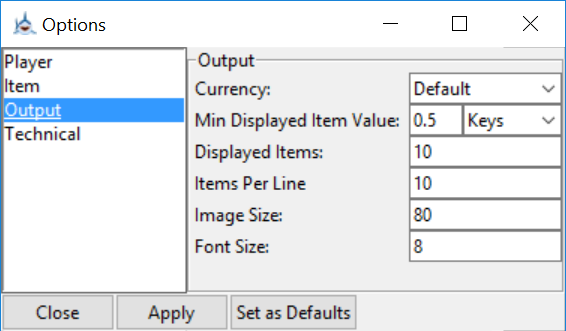 Options
Player
Item
Output
Technical
Output
Currency: Default
Min Displayed Item Value: 0.5 Keys
Displayed Items: 10
Items Per Line 10
Image Size: 80
Font Size: 8
Close Apply Set as Defaults